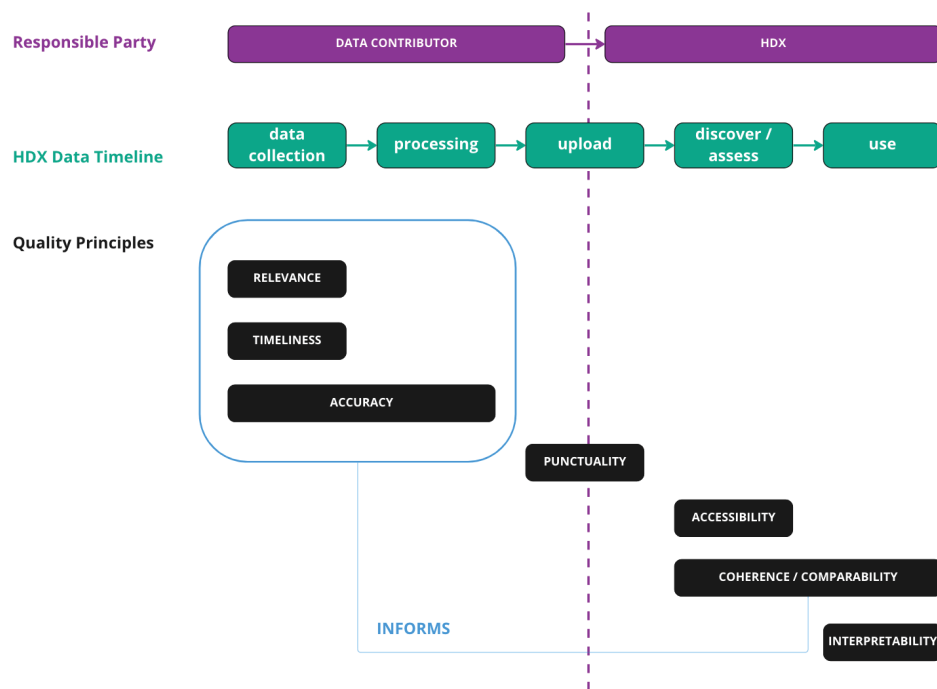 Responsible Party
DATA CONTRIBUTOR
HDX
HDX Data Timeline
data
collection
processing
upload
discover /
assess
use
Quality Principles
RELEVANCE
TIMELINESS
ACCURACY
PUNCTUALITY
ACCESSIBILITY
COHERENCE / COMPARABILITY
INFORMS
INTERPRETABILITY